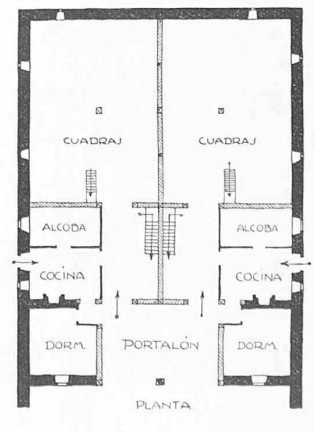 CUADRAS CUADRAS
ALCOBA ALCOBA
COCINA COCINA
DORM. PORTALÓN DORM.
PLANTA